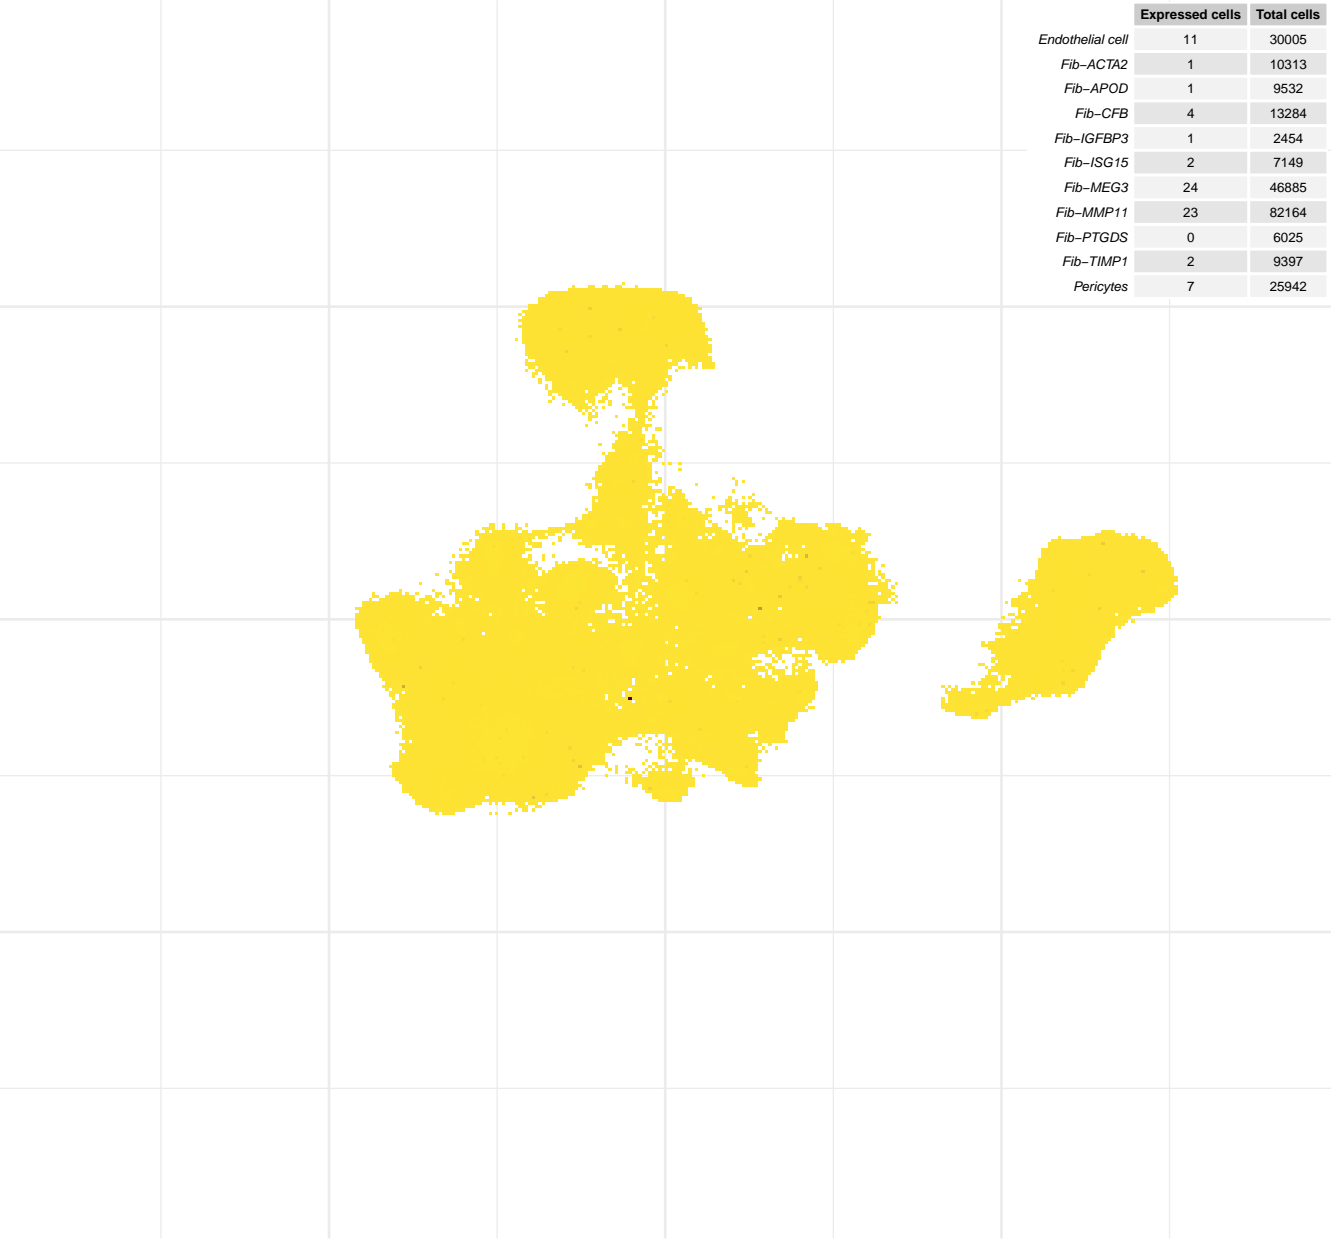 Expressed cells Total cells
Endothelial cell 11 30005
Fib−ACTA2 1 10313
Fib−APOD 1 9532
Fib−CFB 4 13284
Fib−IGFBP3 1 2454
Fib−ISG15 2 7149
Fib−MEG3 24 46885
Fib−MMP11 23 82164
Fib−PTGDS 0 6025
Fib−TIMP1 2 9397
Pericytes 7 25942